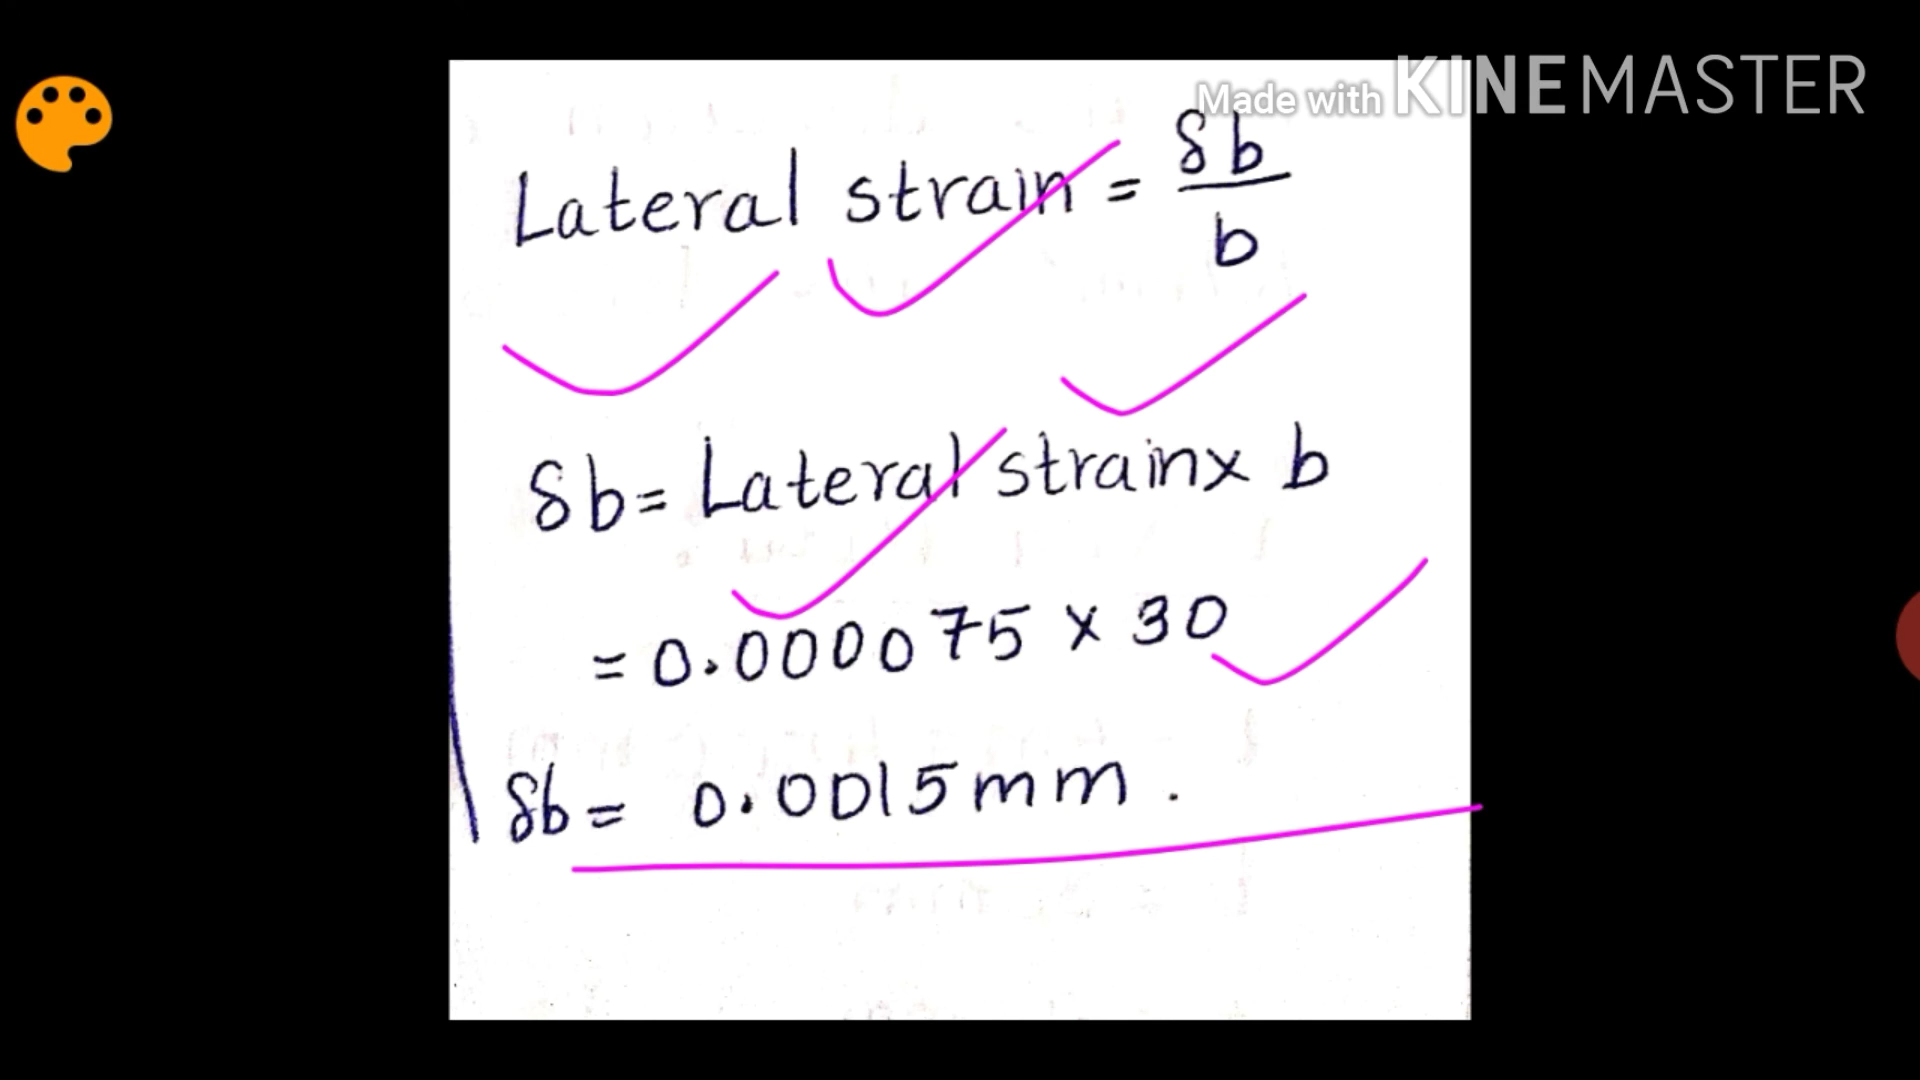 Made with KINEMASTER
Lateral strain = δb
b
δb = Lateral strain x b
= 0.000075 x 30
δb = 0.0015mm.